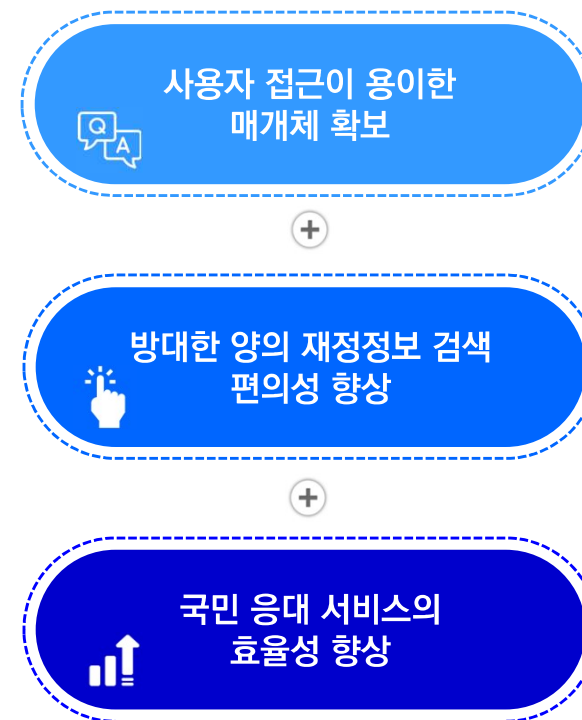 사용자 접근이 용이한
매개체 확보
Q
A
+
방대한 양의 재정정보 검색
편의성 향상
+
국민 응대 서비스의
효율성 향상